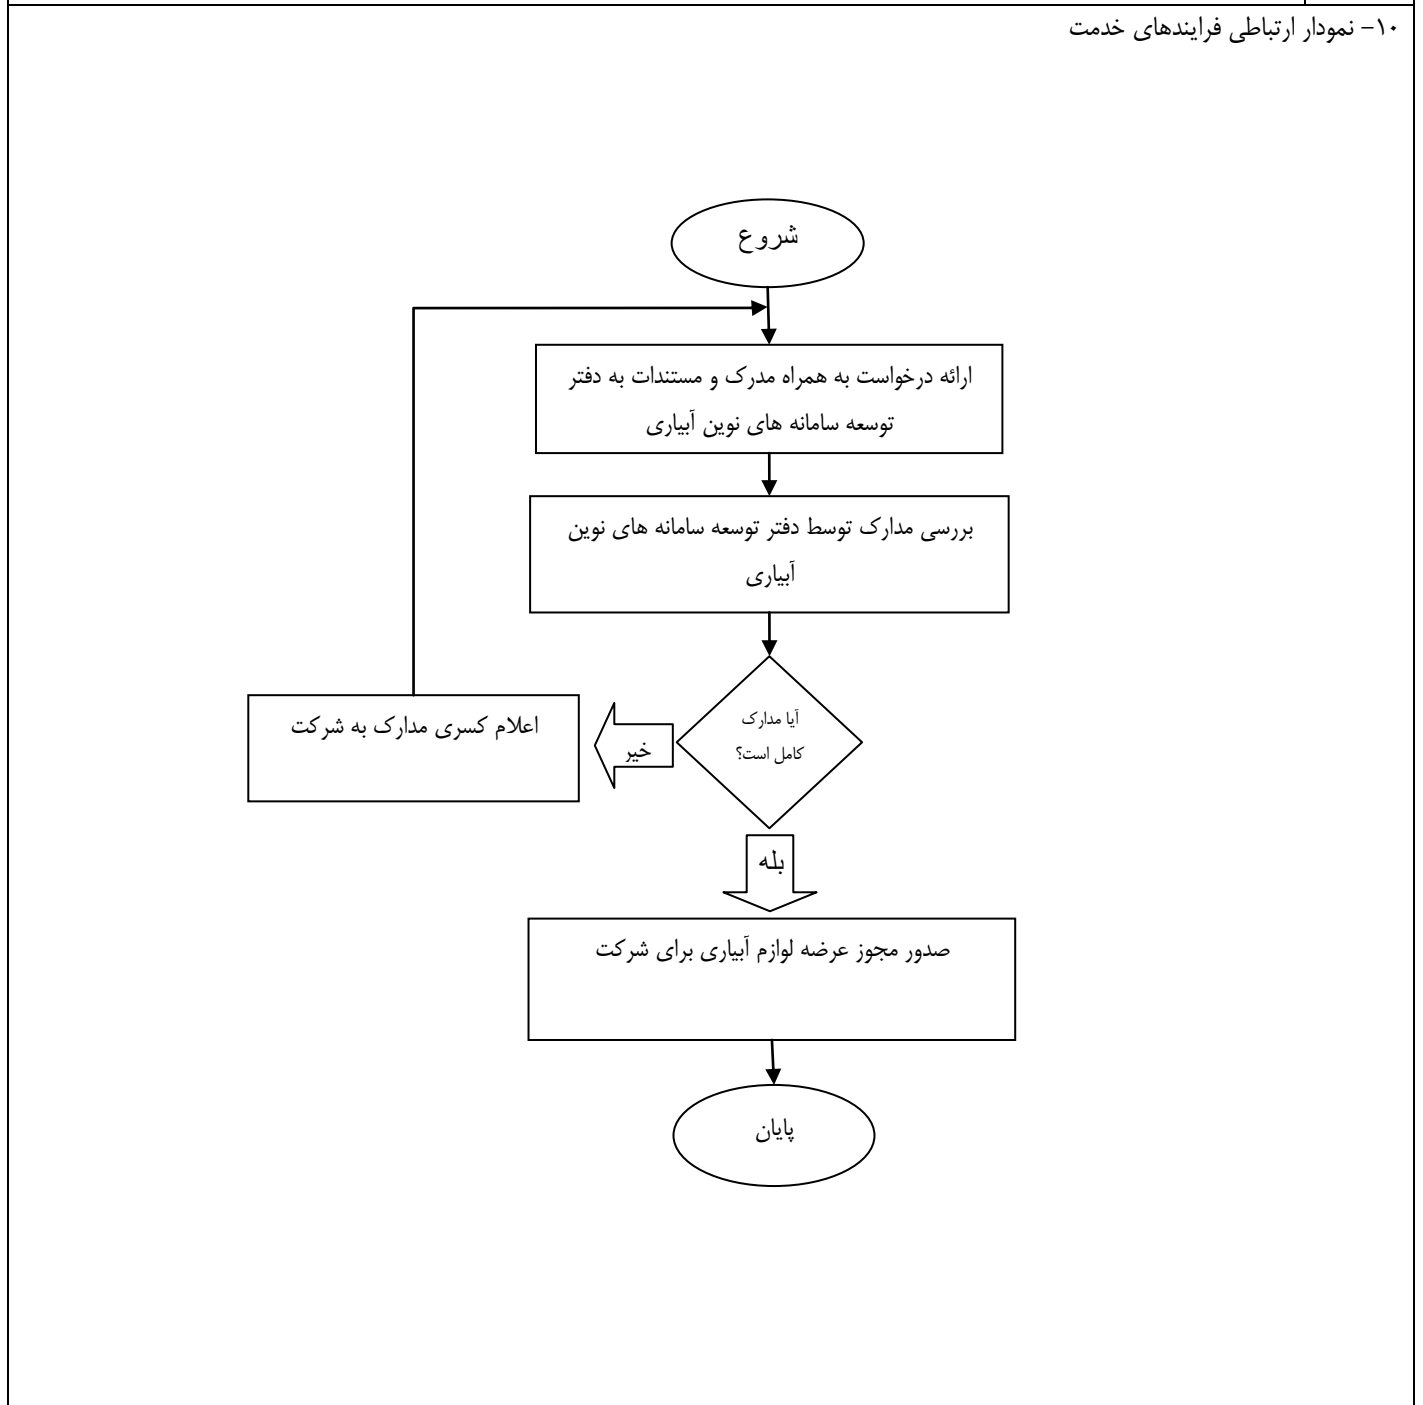 ۱۰- نمودار ارتباطی فرایندهای خدمت
شروع
ارائه درخواست به همراه مدرک و مستندات به دفتر
توسعه سامانه های نوین آبیاری
بررسی مدارک توسط دفتر توسعه سامانه های نوین
آبیاری
آیا مدارک
کامل است؟
خیر
اعلام کسری مدارک به شرکت
بله
صدور مجوز عرضه لوازم آبیاری برای شرکت
پایان